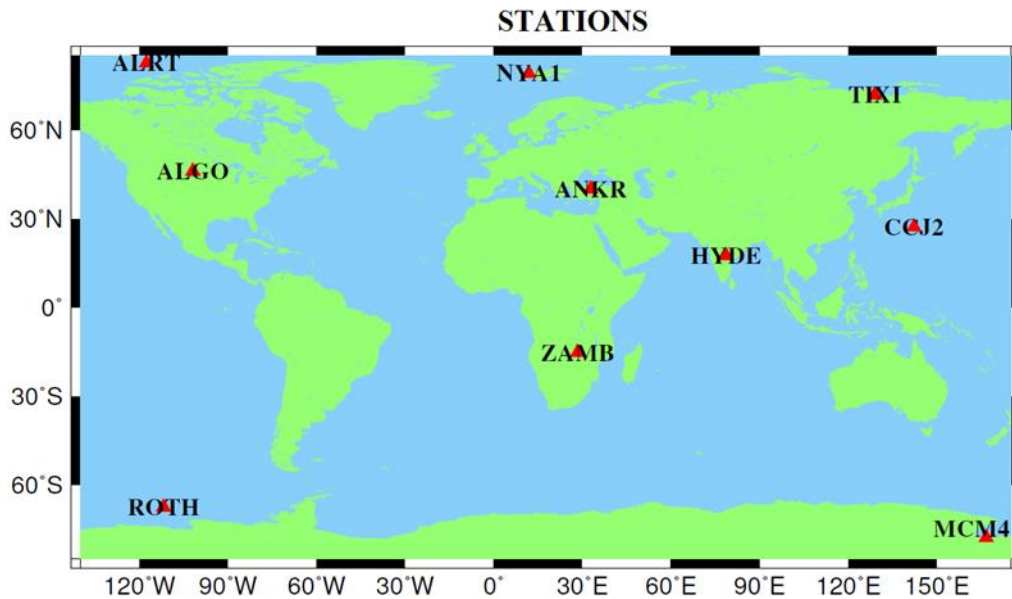 STATIONS
ALRT
NYA1
TIXI
60°N
ALGO
ANKR
30°N
CCJ2
HYDE
0°
ZAMB
30°S
60°S
ROTH
MCM4
120°W 90°W 60°W 30°W 0° 30°E 60°E 90°E 120°E 150°E